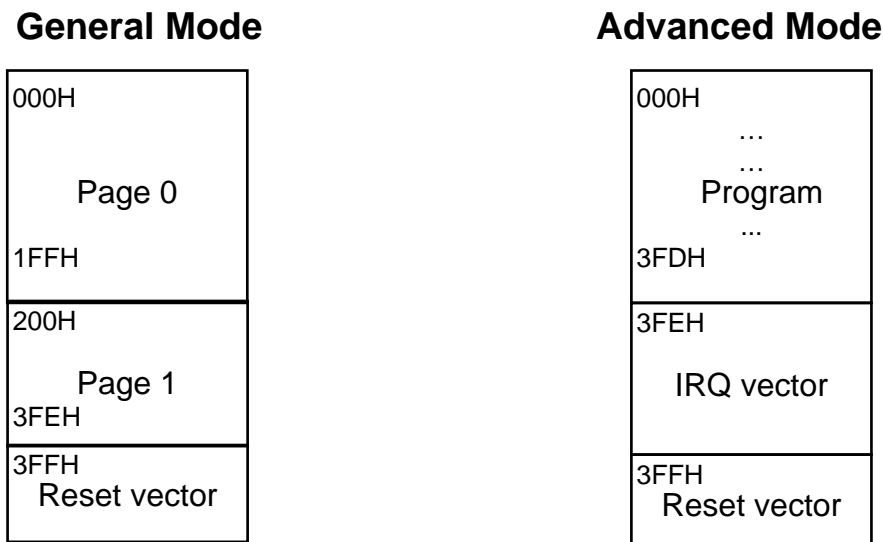 General Mode
000H
Page 0
1FFH
200H
Page 1
3FEH
3FFH
Reset vector
Advanced Mode
000H
…
…
Program
...
3FDH
3FEH
IRQ vector
3FFH
Reset vector